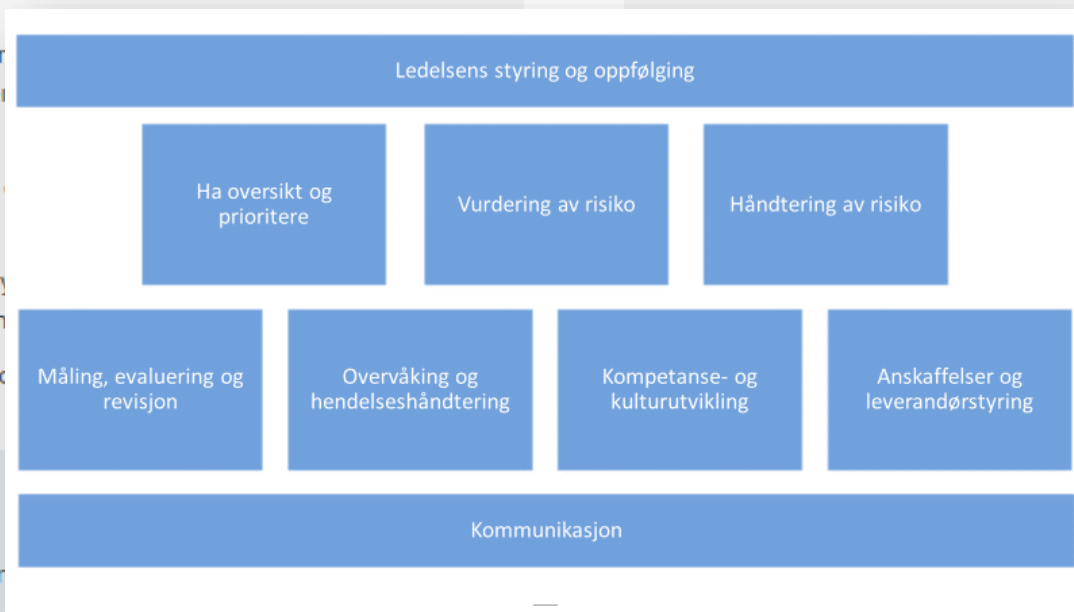 Ledelsens styring og oppfølging
Ha oversikt og
prioritere
Vurdering av risiko
Håndtering av risiko
Måling, evaluering og
revisjon
Overvåking og
hendelseshåndtering
Kompetanse- og
kulturutvikling
Anskaffelser og
leverandørstyring
Kommunikasjon